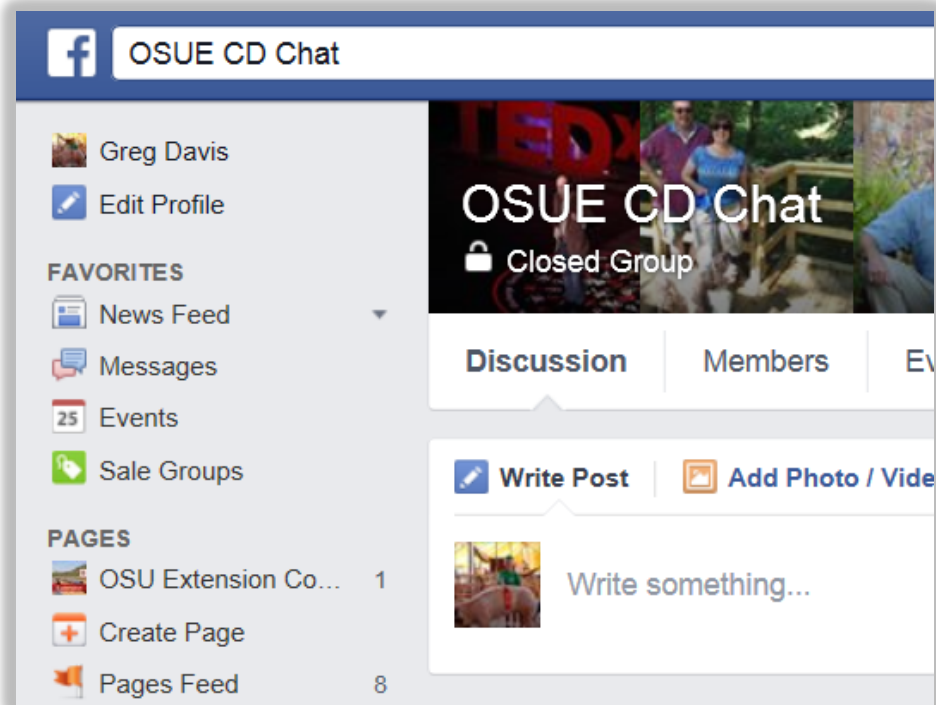 f OSUE CD Chat
Greg Davis
Edit Profile
FAVORITES
News Feed
Messages
25 Events
Sale Groups
PAGES
OSU Extension Co... 1
Create Page
Pages Feed 8
TEDx
OSUE CD Chat
Closed Group
Discussion Members Ev
Write Post Add Photo / Vide
Write something...